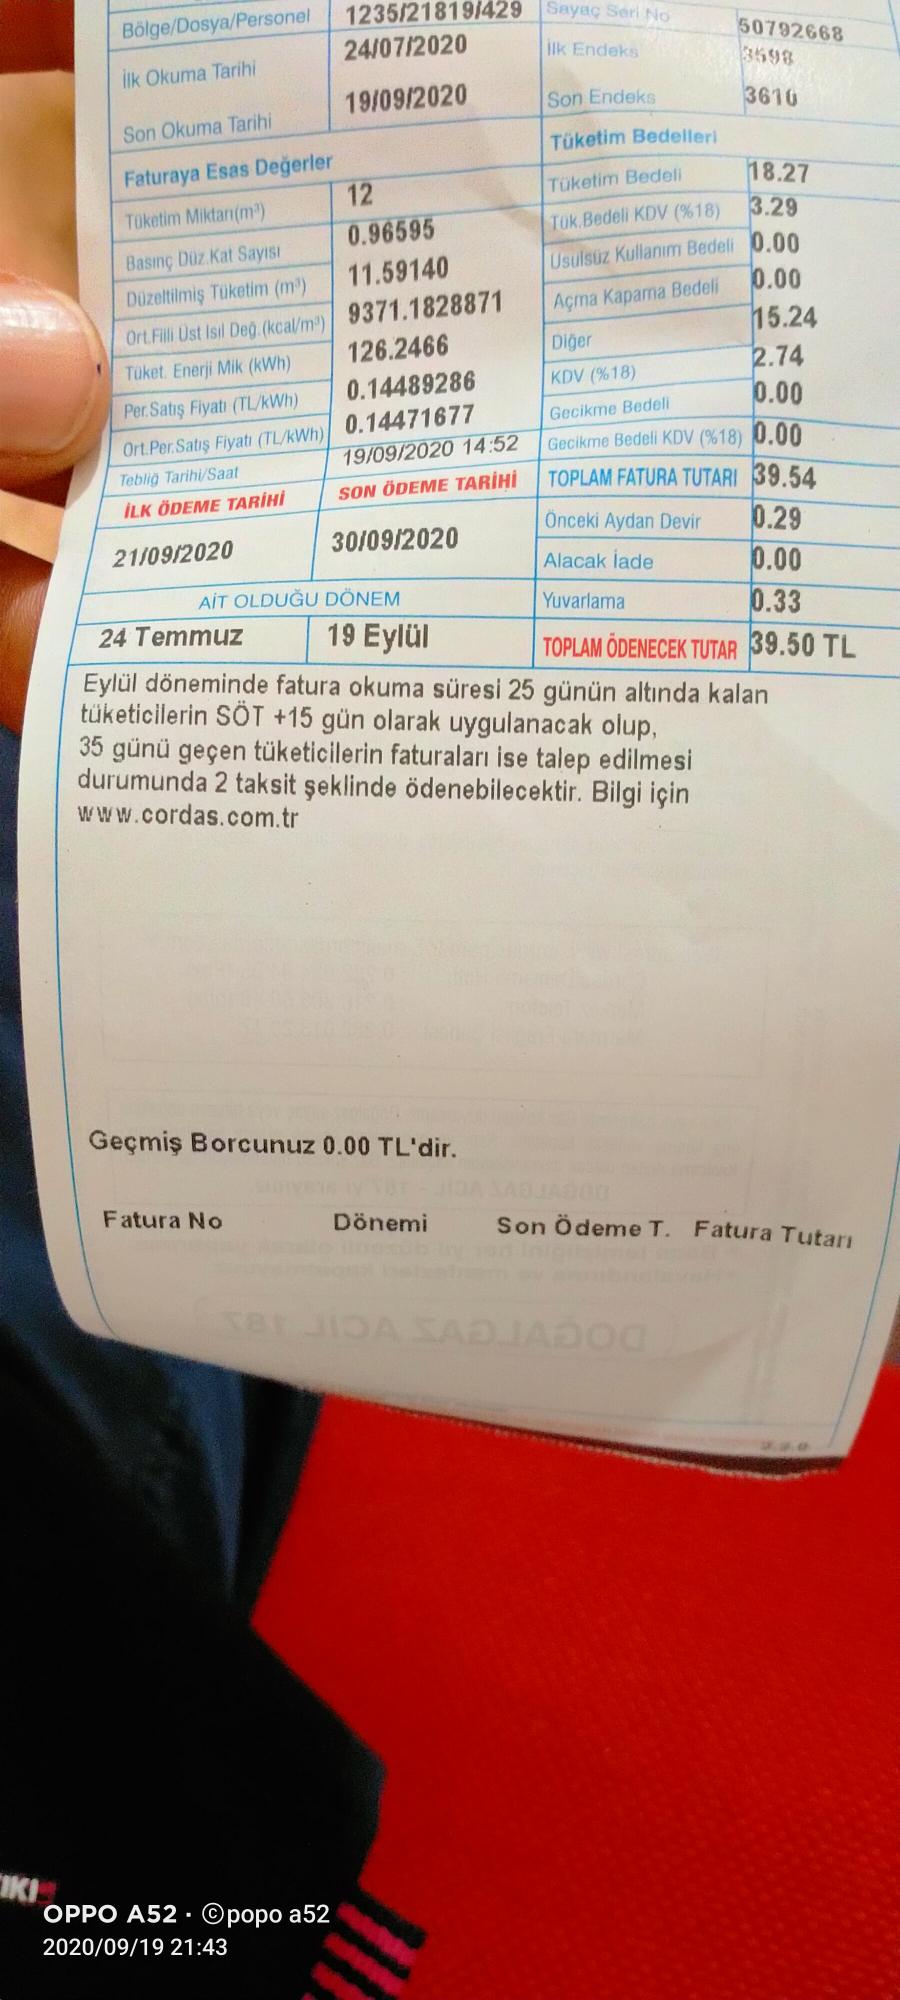 Bölge/Dosya/Personel 1235/21819/429
Sayaç Seri No 50792668
İlk Okuma Tarihi 24/07/2020
İlk Endeks 3598
Son Okuma Tarihi 19/09/2020
Son Endeks 3610
Faturaya Esas Değerler
Tüketim Bedelleri
Tüketim Miktarı(m³) 12
Tüketim Bedeli 18.27
Basınç Düz.Kat Sayısı 0.96595
Tük.Bedeli KDV (%18) 3.29
Düzeltilmiş Tüketim (m³) 11.59140
Usulsüz Kullanım Bedeli 0.00
Ort.Fiili Üst Isıl Değ.(kcal/m³) 9371.1828871
Açma Kapama Bedeli 0.00
Tüket. Enerji Mik (kWh) 126.2466
Diğer 15.24
Per.Satış Fiyatı (TL/kWh) 0.14489286
KDV (%18) 2.74
Ort.Per.Satış Fiyatı (TL/kWh) 0.14471677
Gecikme Bedeli 0.00
Tebliğ Tarihi/Saat 19/09/2020 14:52
Gecikme Bedeli KDV (%18) 0.00
İLK ÖDEME TARİHİ SON ÖDEME TARİHİ
TOPLAM FATURA TUTARI 39.54
21/09/2020 30/09/2020
Önceki Aydan Devir 0.29
Alacak İade 0.00
AİT OLDUĞU DÖNEM
Yuvarlama 0.33
24 Temmuz 19 Eylül
TOPLAM ÖDENECEK TUTAR 39.50 TL
Eylül döneminde fatura okuma süresi 25 günün altında kalan
tüketicilerin SÖT +15 gün olarak uygulanacak olup,
35 günü geçen tüketicilerin faturaları ise talep edilmesi
durumunda 2 taksit şeklinde ödenebilecektir. Bilgi için
www.cordas.com.tr
Geçmiş Borcunuz 0.00 TL'dir.
Fatura No Dönemi Son Ödeme T. Fatura Tutarı
DOĞALGAZ ACİL 187
OPPO A52 · ©popo a52
2020/09/19 21:43